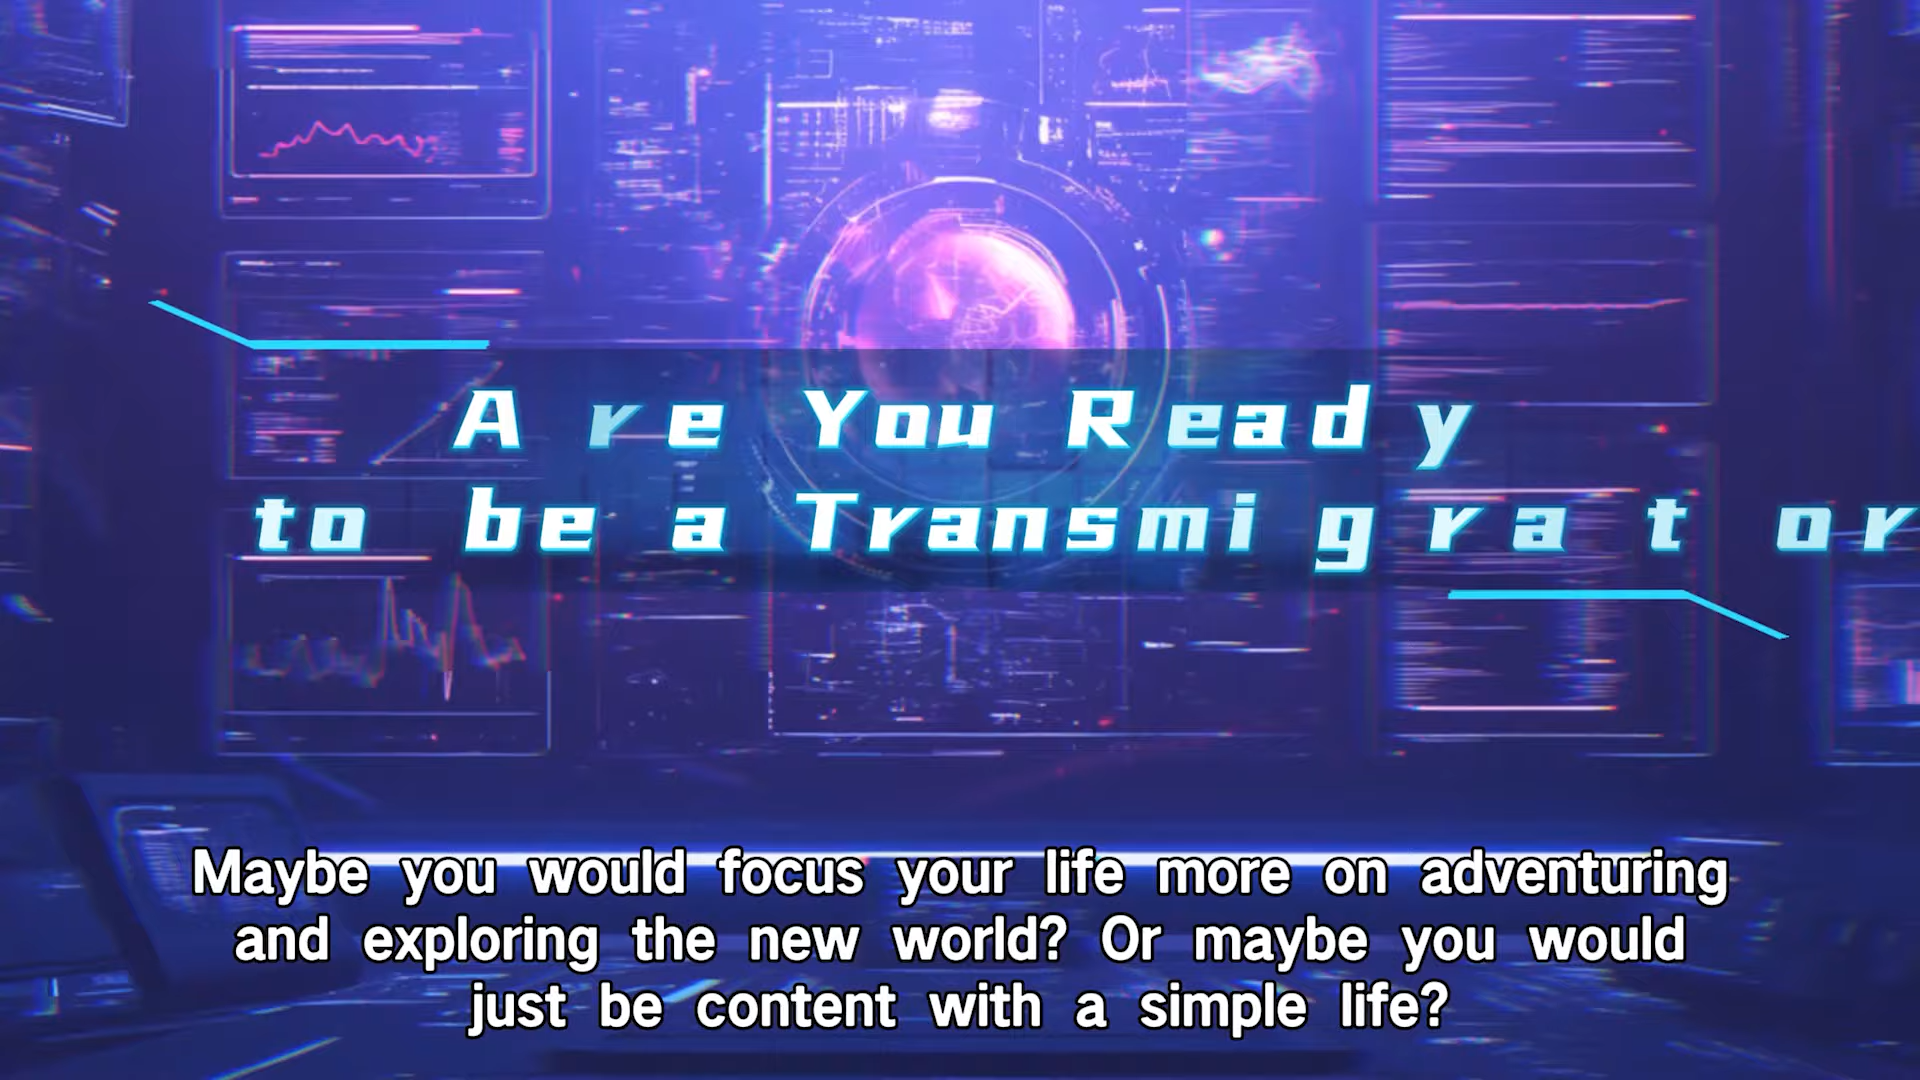 Are You Ready
to be a Transmigrator
Maybe you would focus your life more on adventuring
and exploring the new world? Or maybe you would
just be content with a simple life?